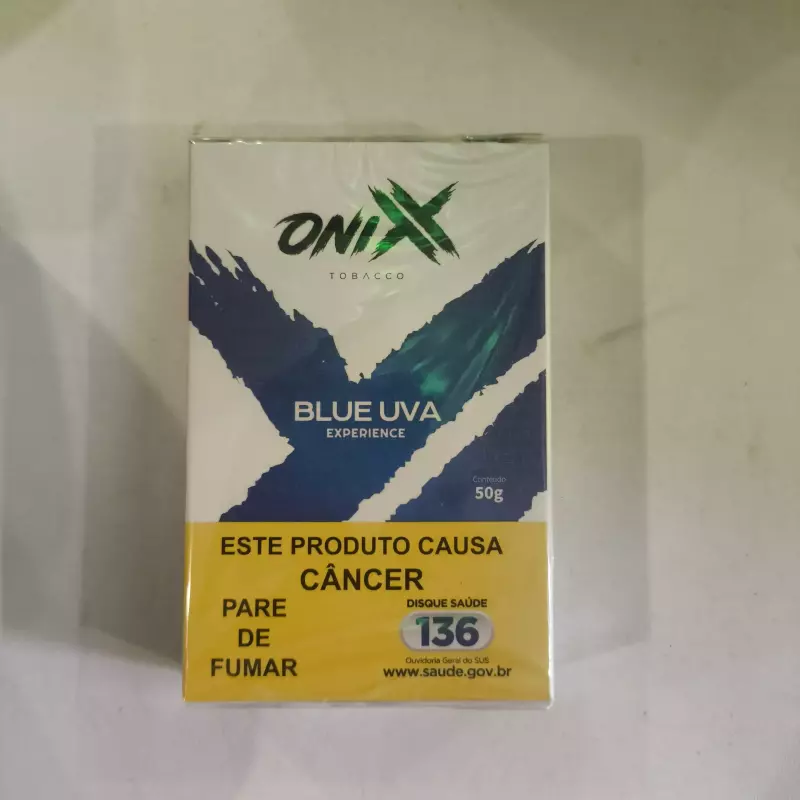 ONIX
TOBACCO
BLUE UVA
EXPERIENCE
Conteúdo
50g
ESTE PRODUTO CAUSA
CÂNCER
PARE
DE
FUMAR
DISQUE SAÚDE
136
Ouvidoria Geral do SUS
www.saude.gov.br